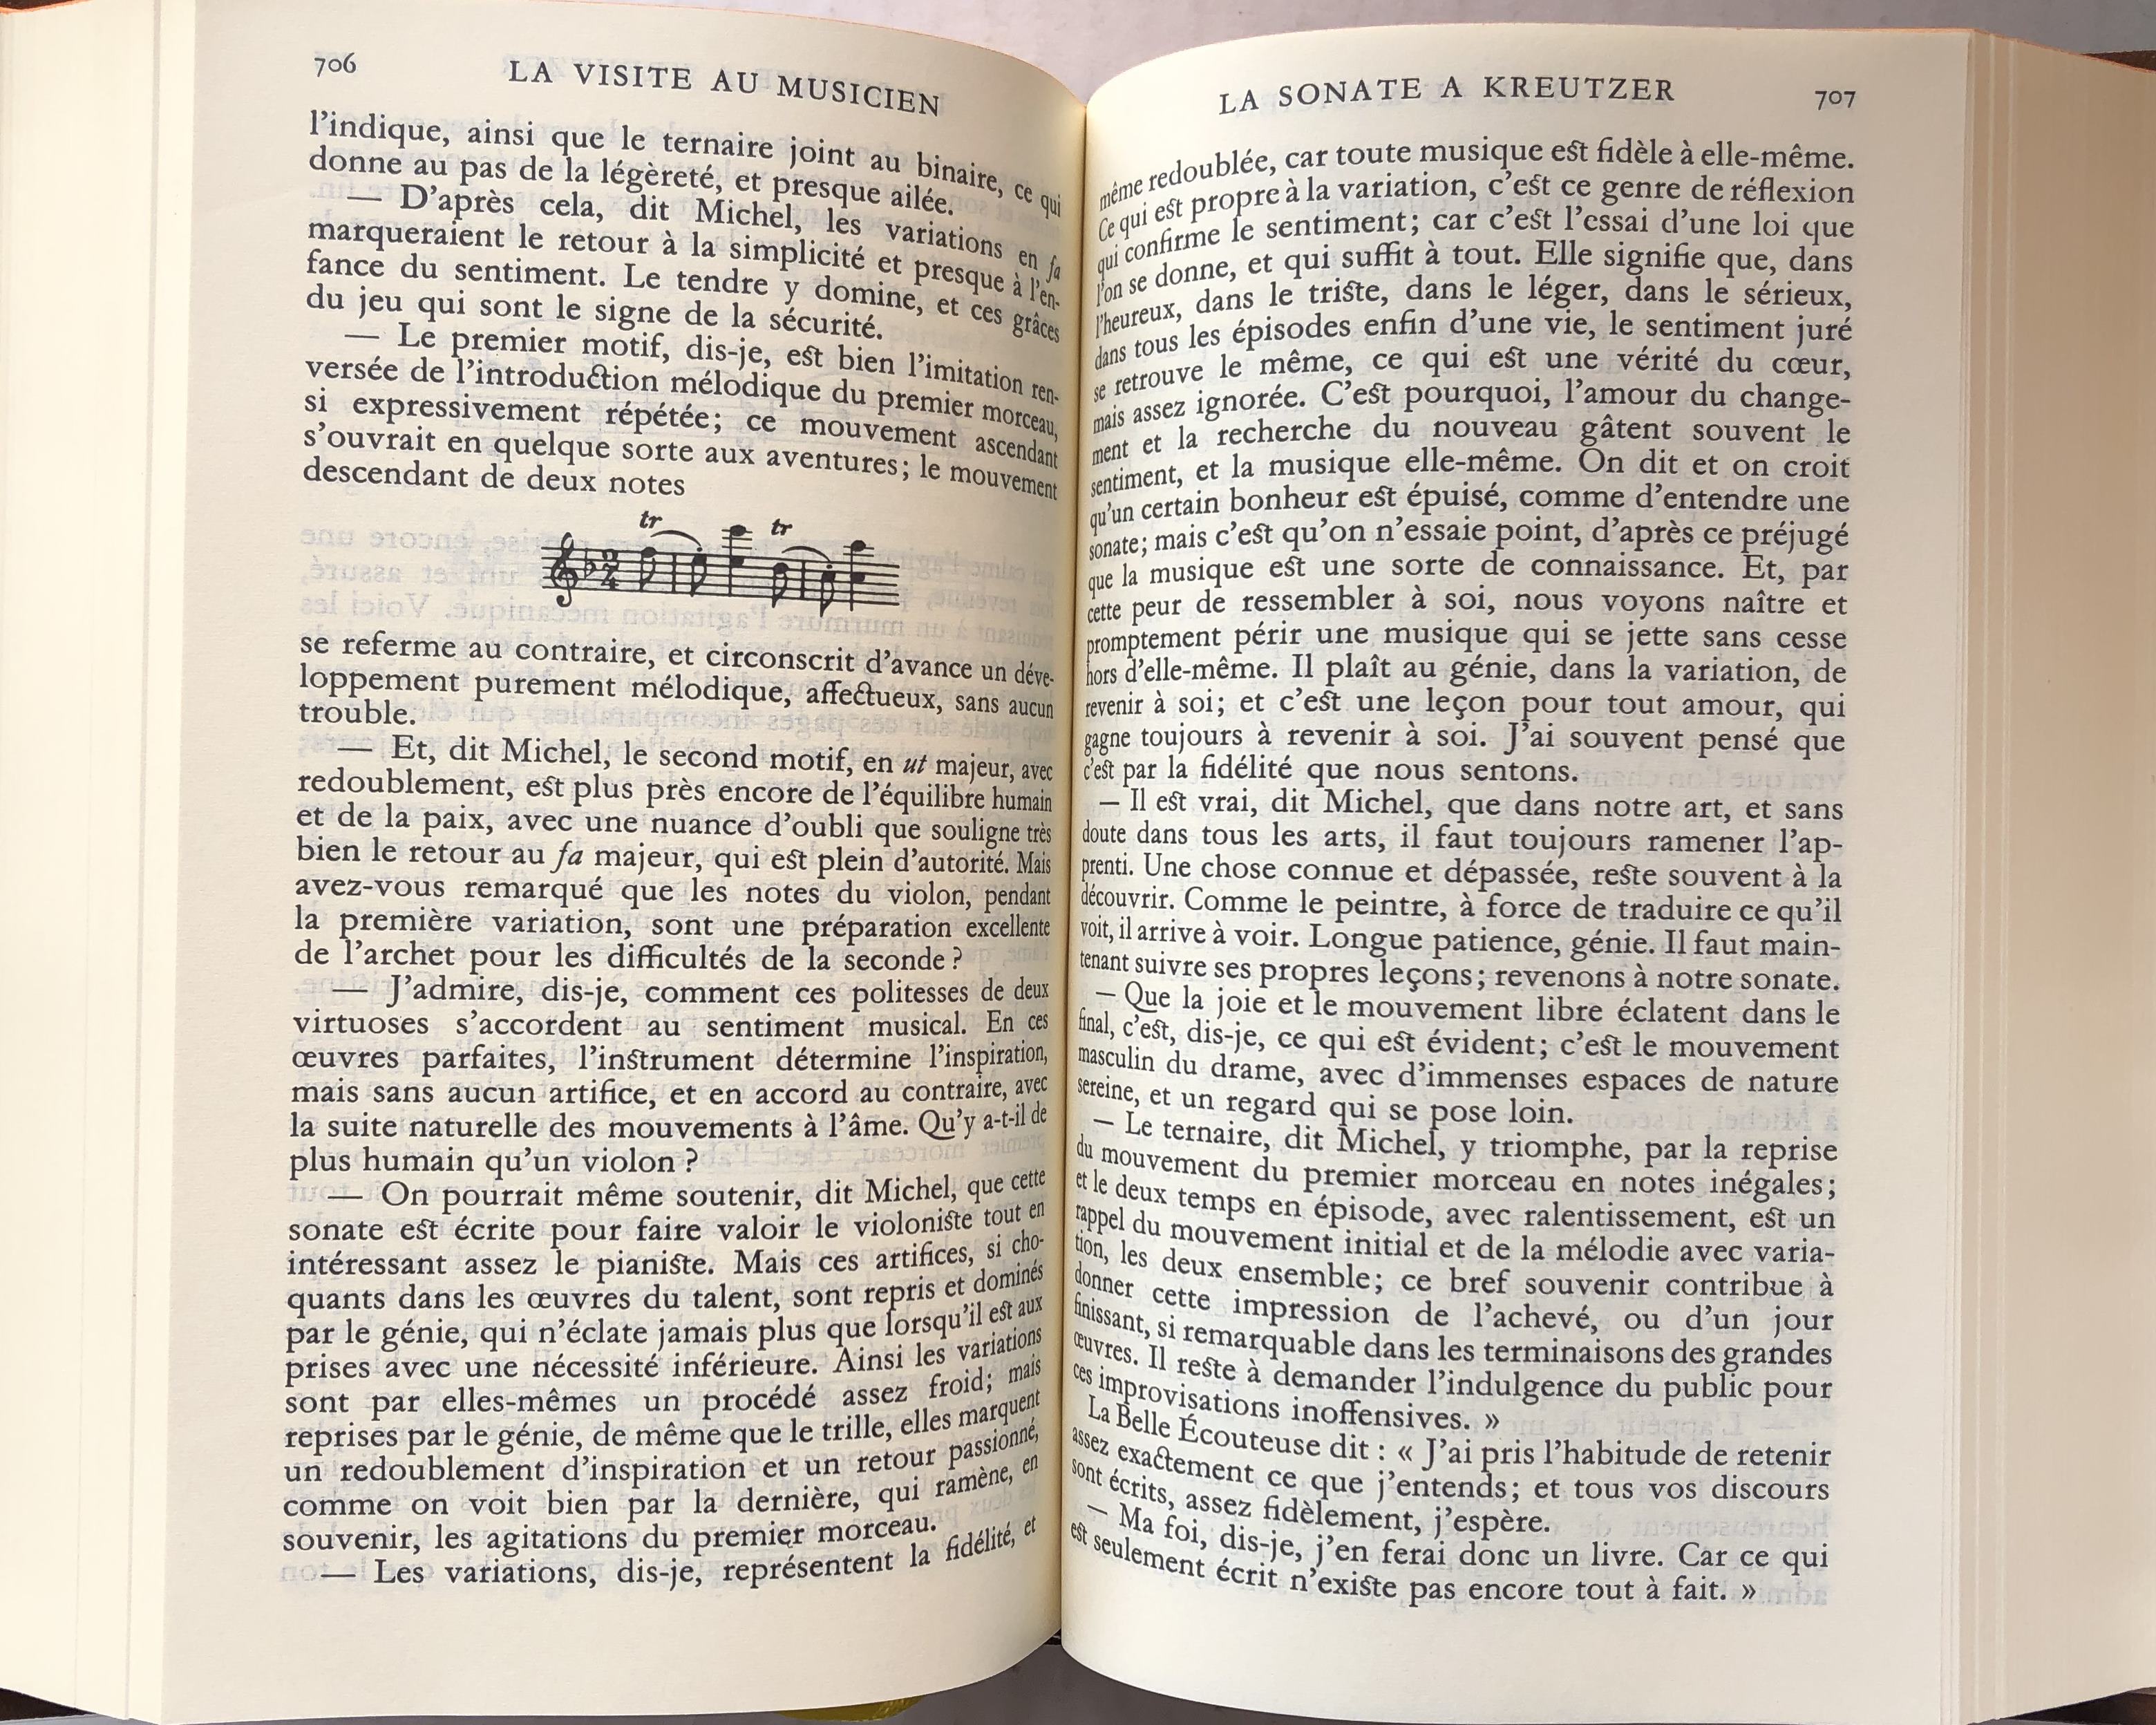 706
LA VISITE AU MUSICIEN
l'indique, ainsi que le ternaire joint au binaire, ce qui
donne au pas de la légèreté, et presque ailée.
— D'après cela, dit Michel, les variations en fa
marqueraient le retour à la simplicité et presque à l'en-
fance du sentiment. Le tendre y domine, et ces grâces
du jeu qui sont le signe de la sécurité.
— Le premier motif, dis-je, est bien l'imitation ren-
versée de l'introduction mélodique du premier morceau,
si expressivement répétée; ce mouvement ascendant
s'ouvrait en quelque sorte aux aventures; le mouvement
descendant de deux notes
tr tr
2
4
se referme au contraire, et circonscrit d'avance un déve-
loppement purement mélodique, affectueux, sans aucun
trouble.
— Et, dit Michel, le second motif, en ut majeur, avec
redoublement, est plus près encore de l'équilibre humain
et de la paix, avec une nuance d'oubli que souligne très
bien le retour au fa majeur, qui est plein d'autorité. Mais
avez-vous remarqué que les notes du violon, pendant
la première variation, sont une préparation excellente
de l'archet pour les difficultés de la seconde ?
— J'admire, dis-je, comment ces politesses de deux
virtuoses s'accordent au sentiment musical. En ces
œuvres parfaites, l'instrument détermine l'inspiration,
mais sans aucun artifice, et en accord au contraire, avec
la suite naturelle des mouvements à l'âme. Qu'y a-t-il de
plus humain qu'un violon ?
— On pourrait même soutenir, dit Michel, que cette
sonate est écrite pour faire valoir le violoniste tout en
intéressant assez le pianiste. Mais ces artifices, si cho-
quants dans les œuvres du talent, sont repris et dominés
par le génie, qui n'éclate jamais plus que lorsqu'il est aux
prises avec une nécessité inférieure. Ainsi les variations
sont par elles-mêmes un procédé assez froid; mais
reprises par le génie, de même que le trille, elles marquent
un redoublement d'inspiration et un retour passionné,
comme on voit bien par la dernière, qui ramène, en
souvenir, les agitations du premier morceau.
— Les variations, dis-je, représentent la fidélité, et
LA SONATE A KREUTZER
707
même redoublée, car toute musique est fidèle à elle-même.
Ce qui est propre à la variation, c'est ce genre de réflexion
qui confirme le sentiment; car c'est l'essai d'une loi que
l'on se donne, et qui suffit à tout. Elle signifie que, dans
l'heureux, dans le triste, dans le léger, dans le sérieux,
dans tous les épisodes enfin d'une vie, le sentiment juré
se retrouve le même, ce qui est une vérité du cœur,
mais assez ignorée. C'est pourquoi, l'amour du change-
ment et la recherche du nouveau gâtent souvent le
sentiment, et la musique elle-même. On dit et on croit
qu'un certain bonheur est épuisé, comme d'entendre une
sonate; mais c'est qu'on n'essaie point, d'après ce préjugé
que la musique est une sorte de connaissance. Et, par
cette peur de ressembler à soi, nous voyons naître et
promptement périr une musique qui se jette sans cesse
hors d'elle-même. Il plaît au génie, dans la variation, de
revenir à soi; et c'est une leçon pour tout amour, qui
gagne toujours à revenir à soi. J'ai souvent pensé que
c'est par la fidélité que nous sentons.
— Il est vrai, dit Michel, que dans notre art, et sans
doute dans tous les arts, il faut toujours ramener l'ap-
prenti. Une chose connue et dépassée, reste souvent à la
découvrir. Comme le peintre, à force de traduire ce qu'il
voit, il arrive à voir. Longue patience, génie. Il faut main-
tenant suivre ses propres leçons; revenons à notre sonate.
— Que la joie et le mouvement libre éclatent dans le
final, c'est, dis-je, ce qui est évident; c'est le mouvement
masculin du drame, avec d'immenses espaces de nature
sereine, et un regard qui se pose loin.
— Le ternaire, dit Michel, y triomphe, par la reprise
du mouvement du premier morceau en notes inégales;
et le deux temps en épisode, avec ralentissement, est un
rappel du mouvement initial et de la mélodie avec varia-
tion, les deux ensemble; ce bref souvenir contribue à
donner cette impression de l'achevé, ou d'un jour
finissant, si remarquable dans les terminaisons des grandes
œuvres. Il reste à demander l'indulgence du public pour
ces improvisations inoffensives. »
La Belle Écouteuse dit : « J'ai pris l'habitude de retenir
assez exactement ce que j'entends; et tous vos discours
sont écrits, assez fidèlement, j'espère.
— Ma foi, dis-je, j'en ferai donc un livre. Car ce qui
est seulement écrit n'existe pas encore tout à fait. »